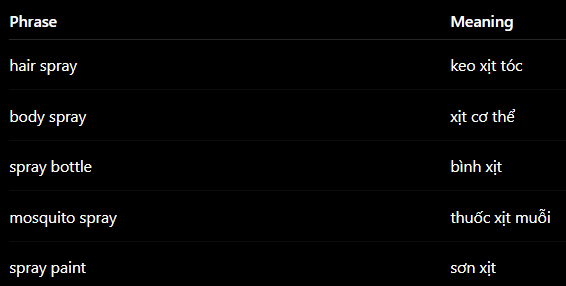 Phrase Meaning
hair spray keo xịt tóc
body spray xịt cơ thể
spray bottle bình xịt
mosquito spray thuốc xịt muỗi
spray paint sơn xịt